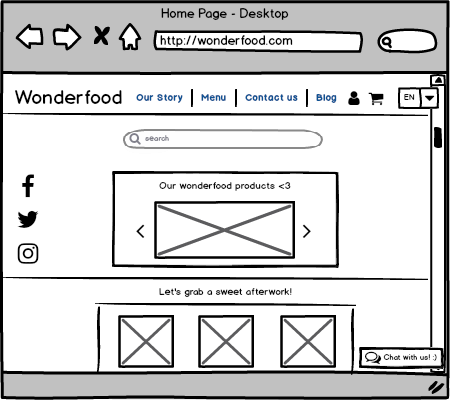 Home Page - Desktop
http://wonderfood.com
Wonderfood Our Story Menu Contact us Blog EN
search
Our wonderfood products <3
Let's grab a sweet afterwork!
Chat with us! :)